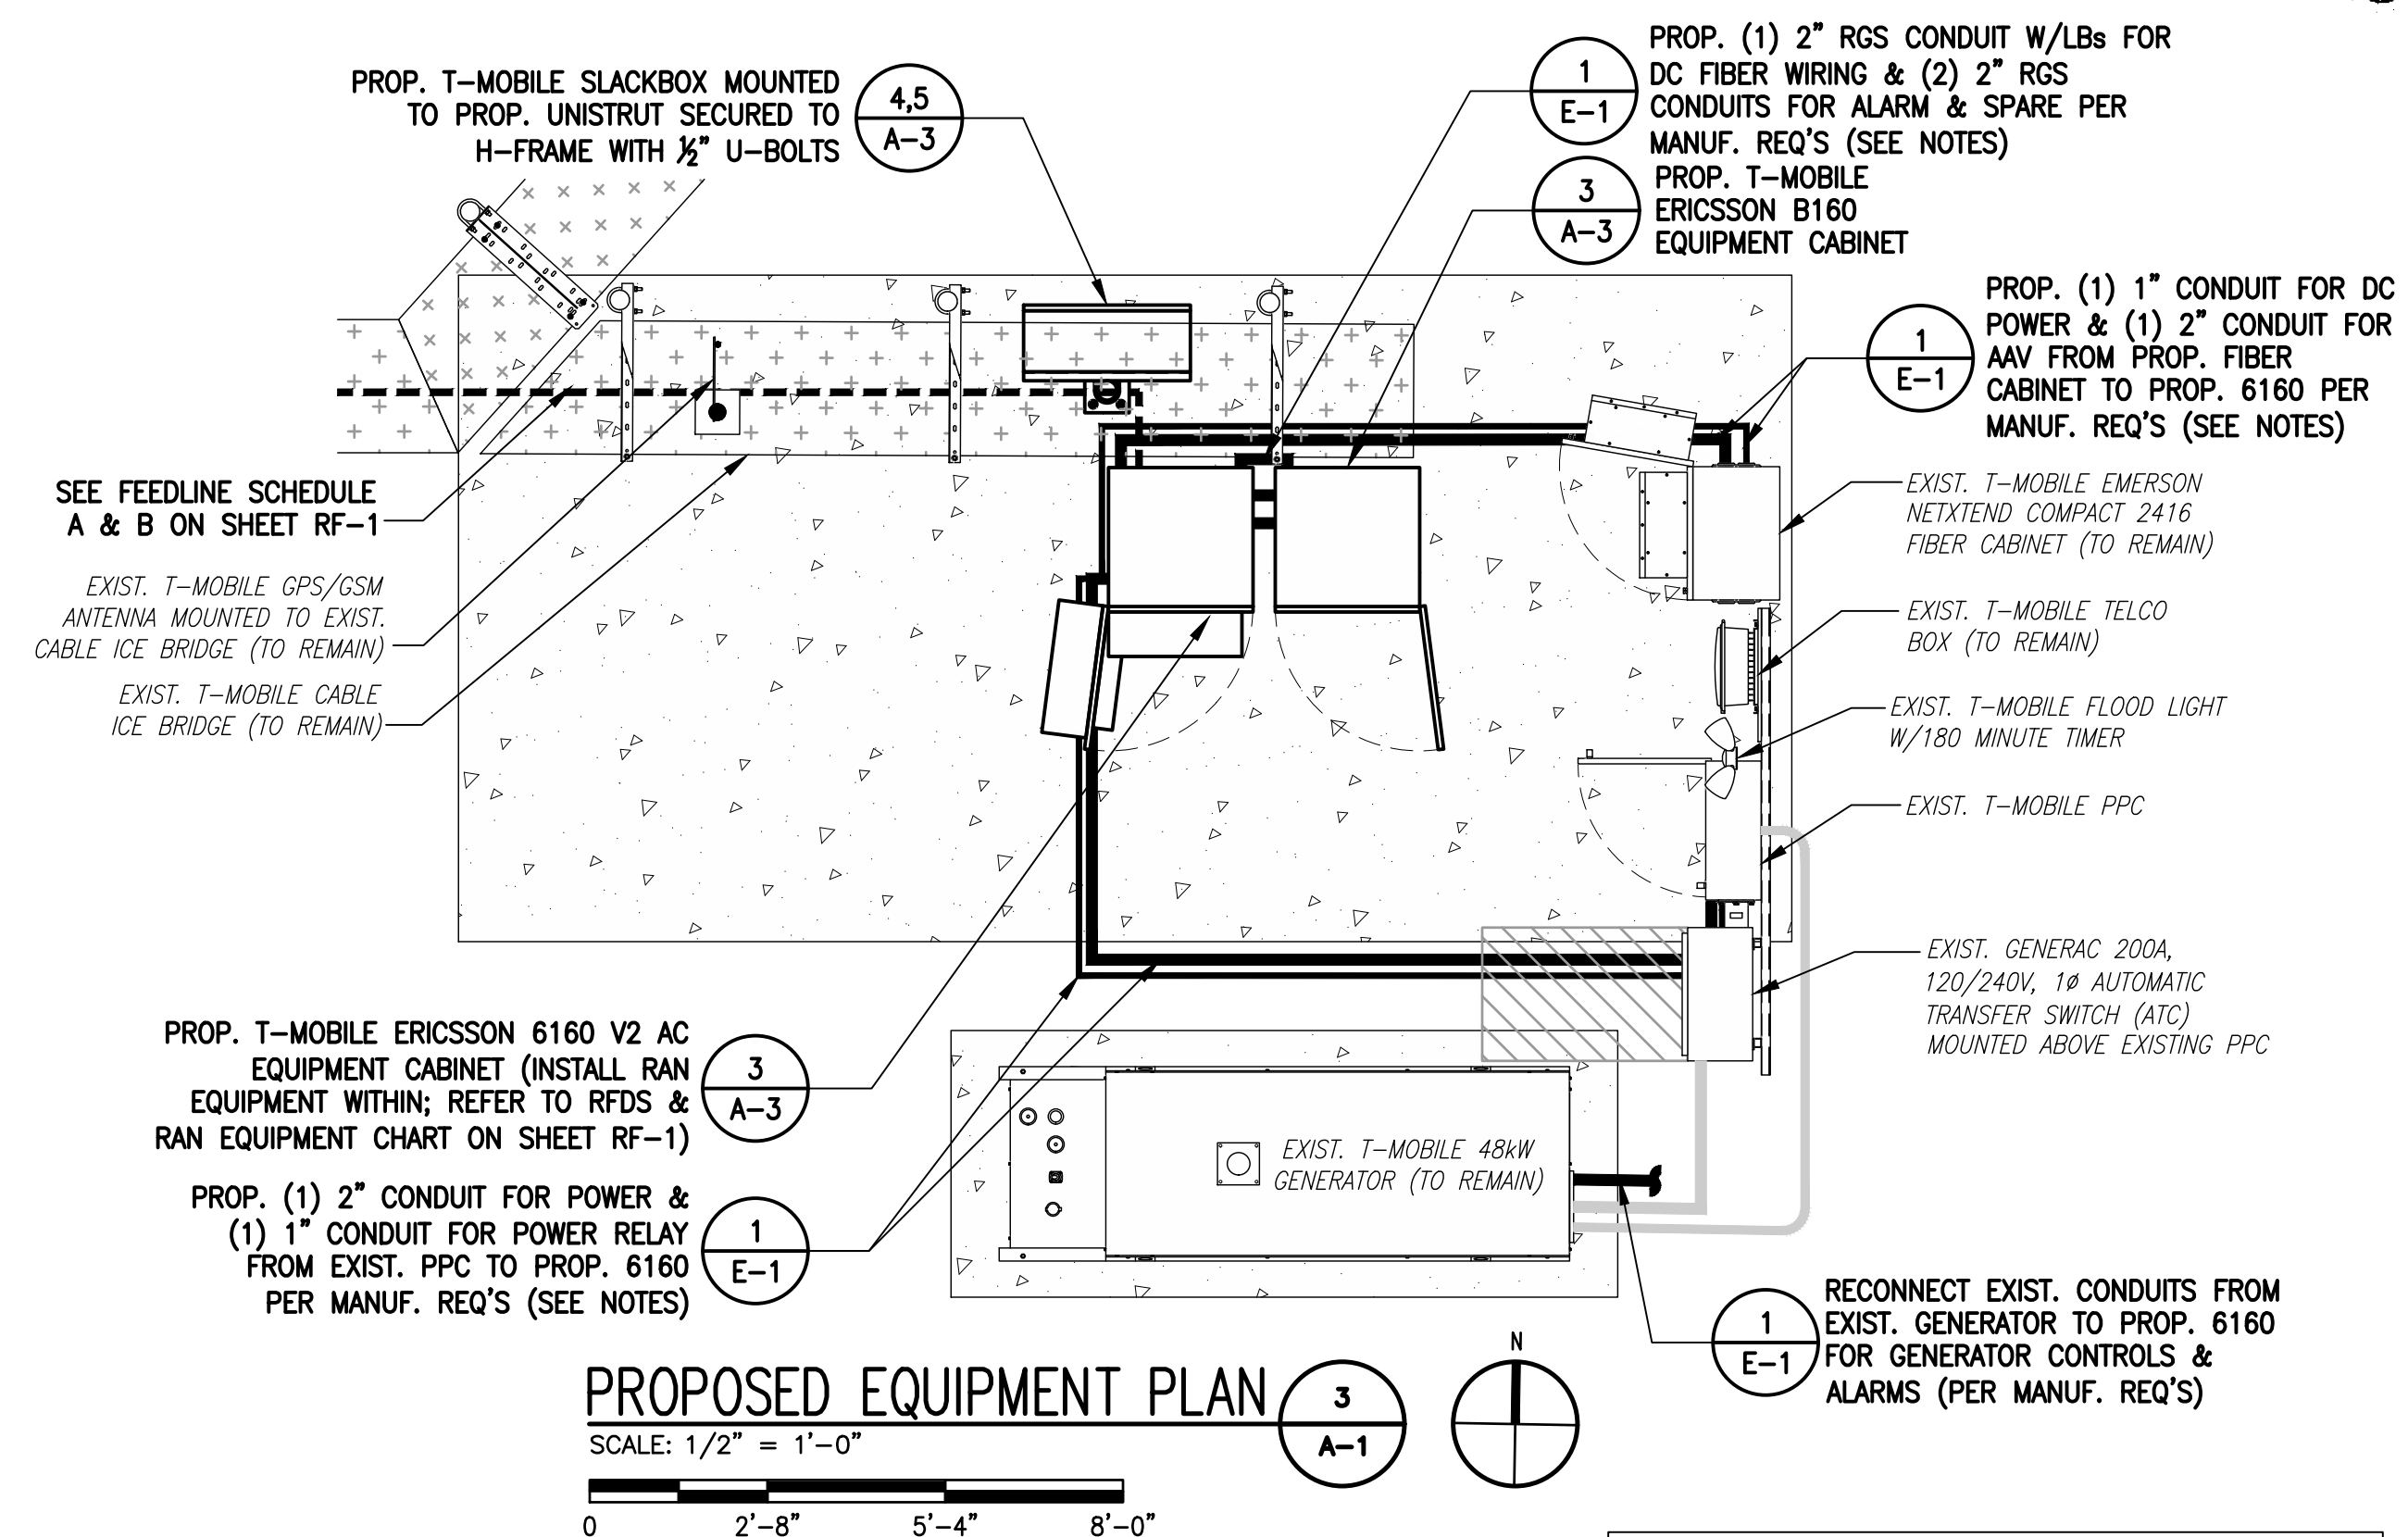 PROP. T-MOBILE SLACKBOX MOUNTED
TO PROP. UNISTRUT SECURED TO
H-FRAME WITH ½" U-BOLTS
4,5
A-3
1
E-1
PROP. (1) 2" RGS CONDUIT W/LBs FOR
DC FIBER WIRING & (2) 2" RGS
CONDUITS FOR ALARM & SPARE PER
MANUF. REQ'S (SEE NOTES)
3
A-3
PROP. T-MOBILE
ERICSSON B160
EQUIPMENT CABINET
1
E-1
PROP. (1) 1" CONDUIT FOR DC
POWER & (1) 2" CONDUIT FOR
AAV FROM PROP. FIBER
CABINET TO PROP. 6160 PER
MANUF. REQ'S (SEE NOTES)
SEE FEEDLINE SCHEDULE
A & B ON SHEET RF-1
EXIST. T-MOBILE GPS/GSM
ANTENNA MOUNTED TO EXIST.
CABLE ICE BRIDGE (TO REMAIN)
EXIST. T-MOBILE CABLE
ICE BRIDGE (TO REMAIN)
EXIST. T-MOBILE EMERSON
NETXTEND COMPACT 2416
FIBER CABINET (TO REMAIN)
EXIST. T-MOBILE TELCO
BOX (TO REMAIN)
EXIST. T-MOBILE FLOOD LIGHT
W/180 MINUTE TIMER
EXIST. T-MOBILE PPC
EXIST. GENERAC 200A,
120/240V, 1ø AUTOMATIC
TRANSFER SWITCH (ATC)
MOUNTED ABOVE EXISTING PPC
PROP. T-MOBILE ERICSSON 6160 V2 AC
EQUIPMENT CABINET (INSTALL RAN
EQUIPMENT WITHIN; REFER TO RFDS &
RAN EQUIPMENT CHART ON SHEET RF-1)
3
A-3
PROP. (1) 2" CONDUIT FOR POWER &
(1) 1" CONDUIT FOR POWER RELAY
FROM EXIST. PPC TO PROP. 6160
PER MANUF. REQ'S (SEE NOTES)
1
E-1
EXIST. T-MOBILE 48kW
GENERATOR (TO REMAIN)
1
E-1
RECONNECT EXIST. CONDUITS FROM
EXIST. GENERATOR TO PROP. 6160
FOR GENERATOR CONTROLS &
ALARMS (PER MANUF. REQ'S)
PROPOSED EQUIPMENT PLAN
3
A-1
N
SCALE: 1/2" = 1'-0"
0 2'-8" 5'-4" 8'-0"